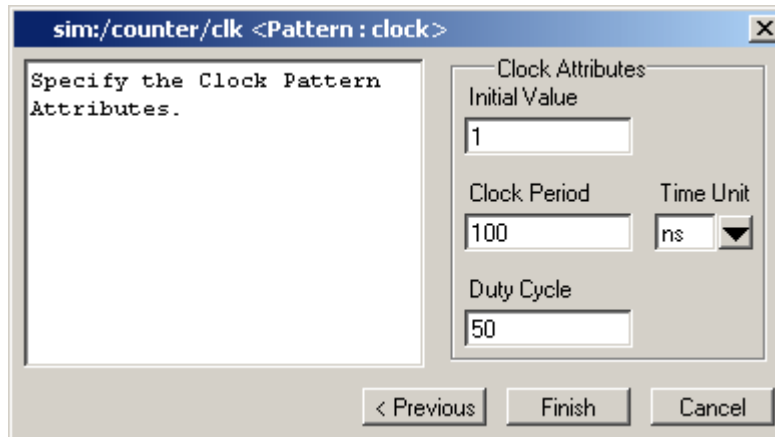 sim:/counter/clk <Pattern : clock>
Specify the Clock Pattern
Attributes.
Clock Attributes
Initial Value
1
Clock Period Time Unit
100 ns
Duty Cycle
50
< Previous Finish Cancel